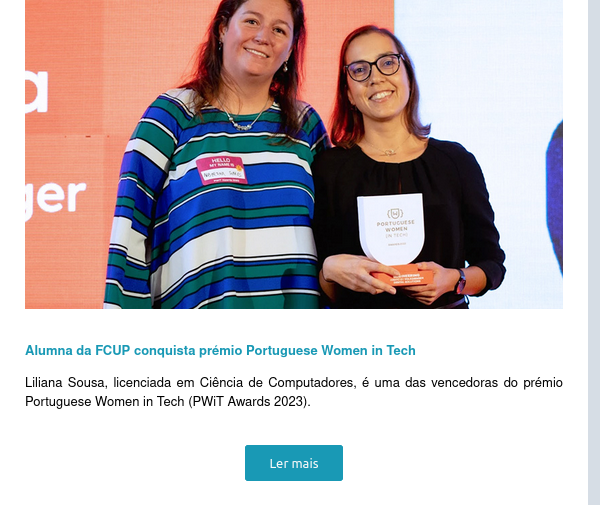 a
ger
HELLO
MY NAME IS
PORTUGUESE
WOMEN
IN TECH
Alumna da FCUP conquista prémio Portuguese Women in Tech
Liliana Sousa, licenciada em Ciência de Computadores, é uma das vencedoras do prémio
Portuguese Women in Tech (PWiT Awards 2023).
Ler mais